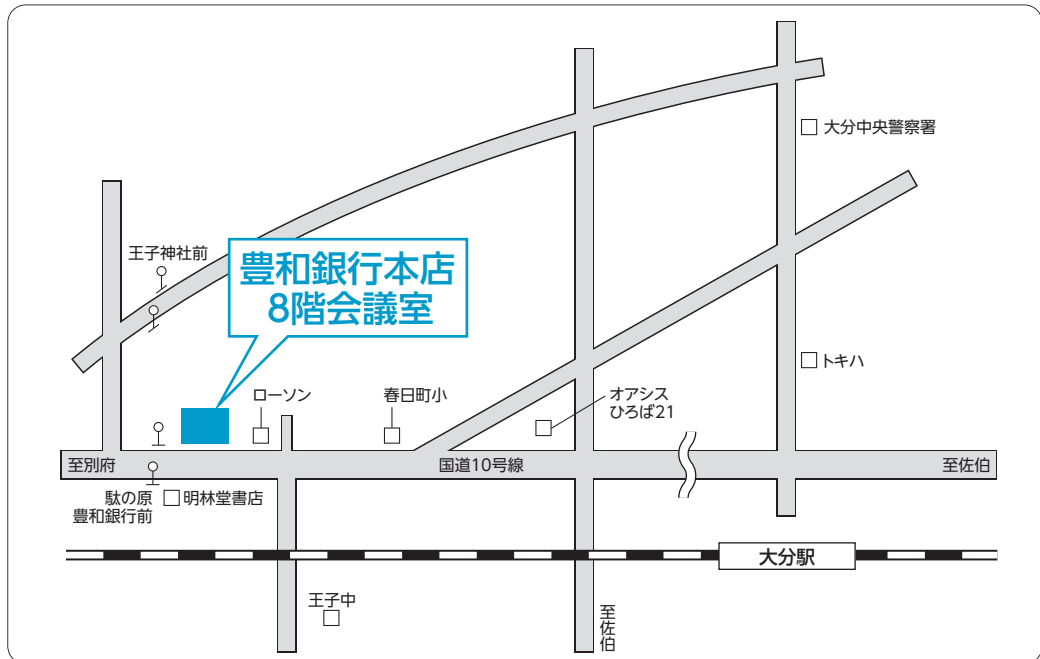 大分中央警察署
王子神社前
豊和銀行本店
8階会議室
トキハ
ローソン
春日町小
オアシス
ひろば21
至別府
国道10号線
至佐伯
駄の原
豊和銀行前
明林堂書店
大分駅
王子中
至佐伯